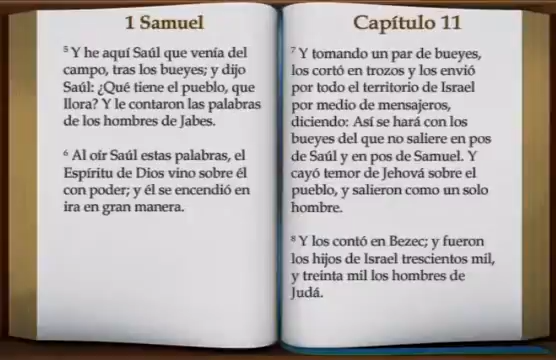 1 Samuel
⁵ Y he aquí Saúl que venía del
campo, tras los bueyes; y dijo
Saúl: ¿Qué tiene el pueblo, que
llora? Y le contaron las palabras
de los hombres de Jabes.
⁶ Al oír Saúl estas palabras, el
Espíritu de Dios vino sobre él
con poder; y él se encendió en
ira en gran manera.
Capítulo 11
⁷ Y tomando un par de bueyes,
los cortó en trozos y los envió
por todo el territorio de Israel
por medio de mensajeros,
diciendo: Así se hará con los
bueyes del que no saliere en pos
de Saúl y en pos de Samuel. Y
cayó temor de Jehová sobre el
pueblo, y salieron como un solo
hombre.
⁸ Y los contó en Bezec; y fueron
los hijos de Israel trescientos mil,
y treinta mil los hombres de
Judá.